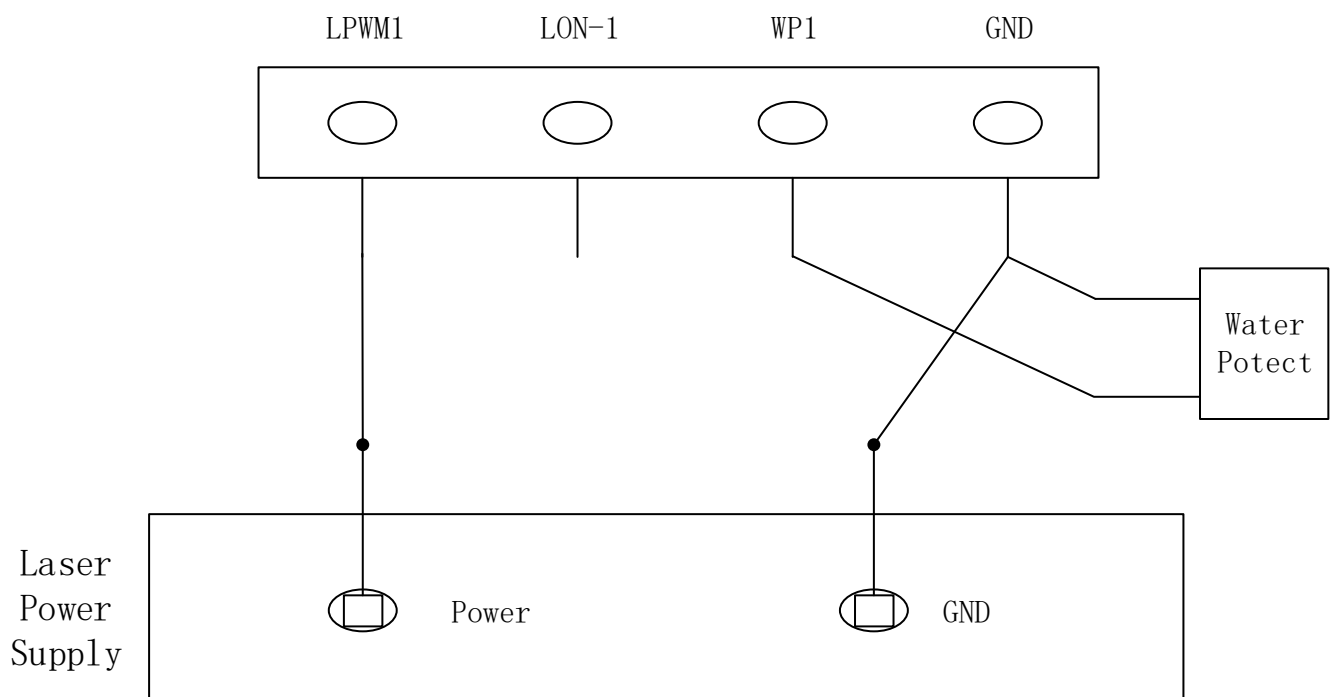 LPWM1 LON-1 WP1 GND
Water
Potect
Laser
Power
Supply
Power GND